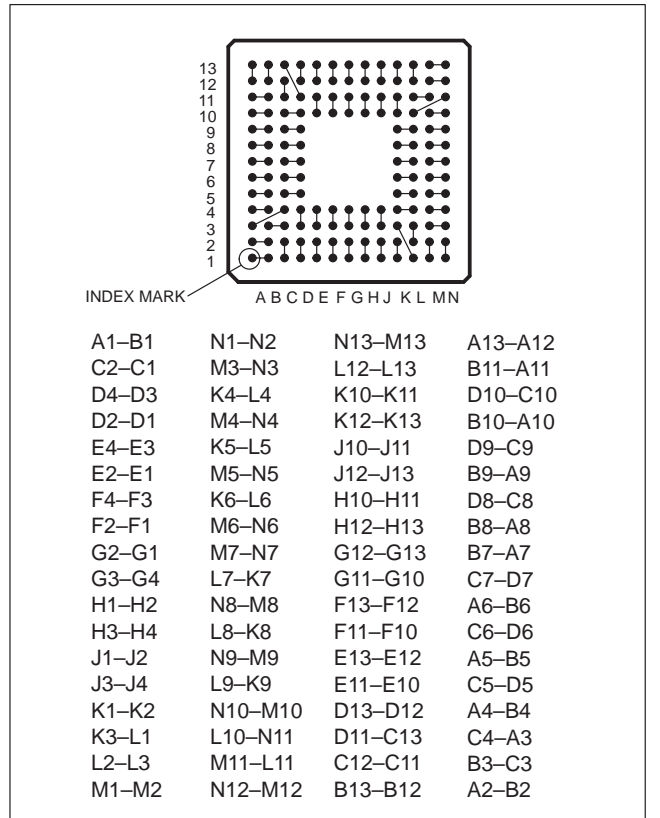 13
12
11
10
9
8
7
6
5
4
3
2
1
INDEX MARK
A B C D E F G H J K L M N
A1–B1 N1–N2 N13–M13 A13–A12
C2–C1 M3–N3 L12–L13 B11–A11
D4–D3 K4–L4 K10–K11 D10–C10
D2–D1 M4–N4 K12–K13 B10–A10
E4–E3 K5–L5 J10–J11 D9–C9
E2–E1 M5–N5 J12–J13 B9–A9
F4–F3 K6–L6 H10–H11 D8–C8
F2–F1 M6–N6 H12–H13 B8–A8
G2–G1 M7–N7 G12–G13 B7–A7
G3–G4 L7–K7 G11–G10 C7–D7
H1–H2 N8–M8 F13–F12 A6–B6
H3–H4 L8–K8 F11–F10 C6–D6
J1–J2 N9–M9 E13–E12 A5–B5
J3–J4 L9–K9 E11–E10 C5–D5
K1–K2 N10–M10 D13–D12 A4–B4
K3–L1 L10–N11 D11–C13 C4–A3
L2–L3 M11–L11 C12–C11 B3–C3
M1–M2 N12–M12 B13–B12 A2–B2